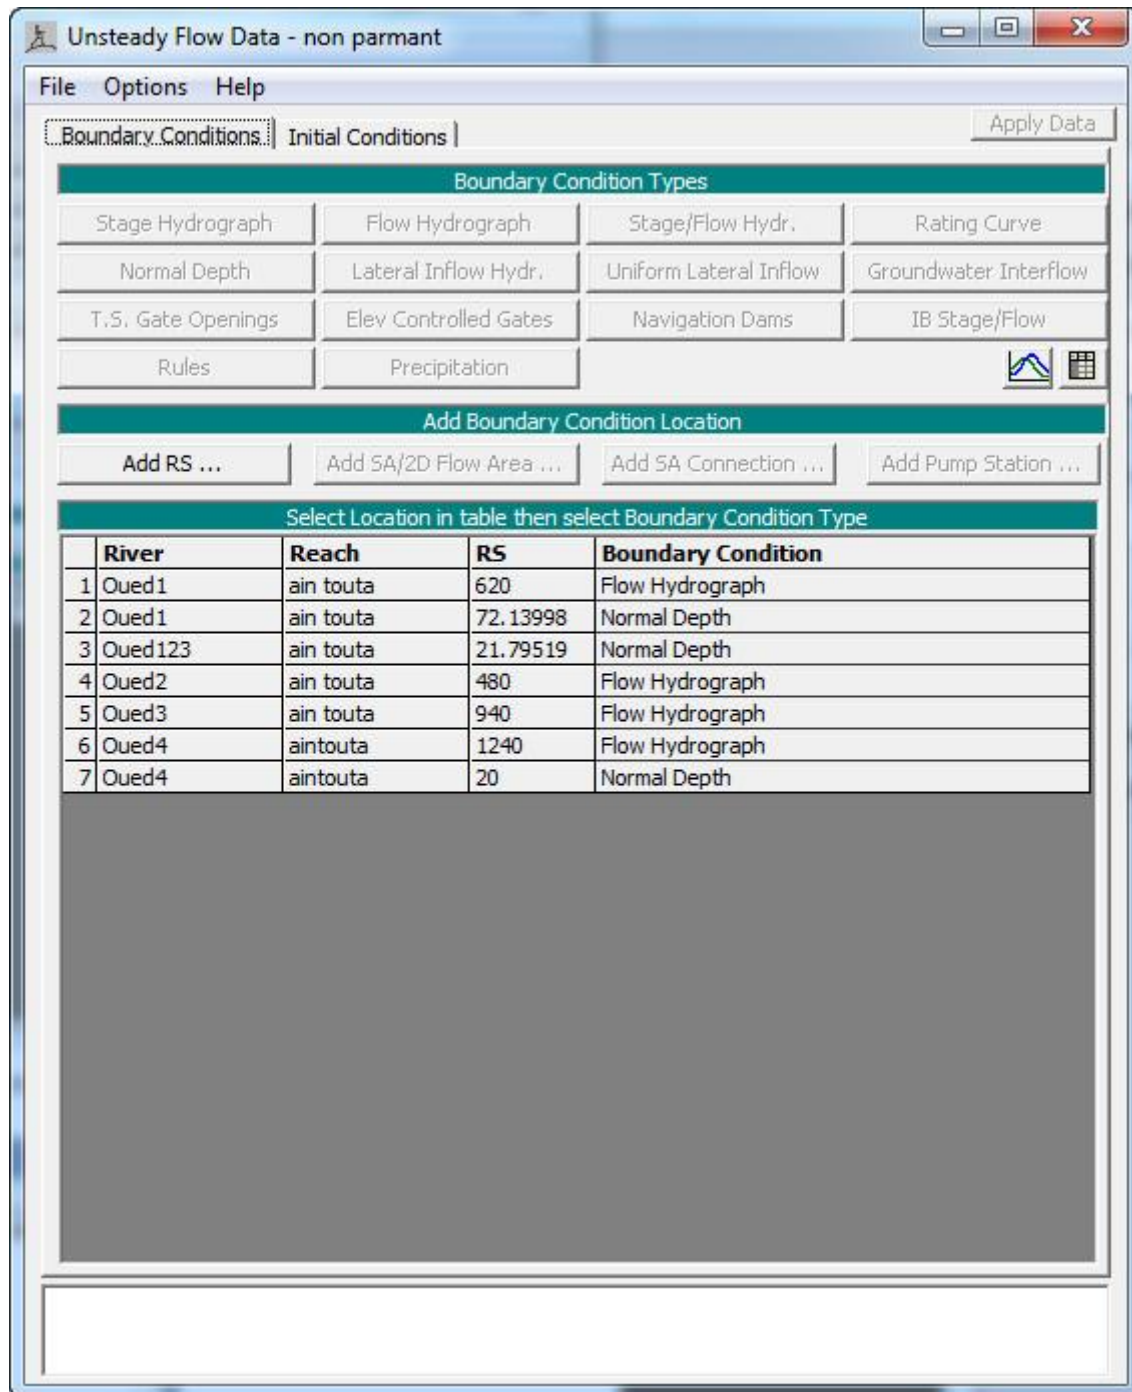 Unsteady Flow Data - non parmant
File Options Help
Boundary Conditions Initial Conditions Apply Data
Boundary Condition Types
Stage Hydrograph Flow Hydrograph Stage/Flow Hydr. Rating Curve
Normal Depth Lateral Inflow Hydr. Uniform Lateral Inflow Groundwater Interflow
T.S. Gate Openings Elev Controlled Gates Navigation Dams IB Stage/Flow
Rules Precipitation
Add Boundary Condition Location
Add RS ... Add SA/2D Flow Area ... Add SA Connection ... Add Pump Station ...
Select Location in table then select Boundary Condition Type
River Reach RS Boundary Condition
1 Oued1 ain touta 620 Flow Hydrograph
2 Oued1 ain touta 72.13998 Normal Depth
3 Oued123 ain touta 21.79519 Normal Depth
4 Oued2 ain touta 480 Flow Hydrograph
5 Oued3 ain touta 940 Flow Hydrograph
6 Oued4 aintouta 1240 Flow Hydrograph
7 Oued4 aintouta 20 Normal Depth